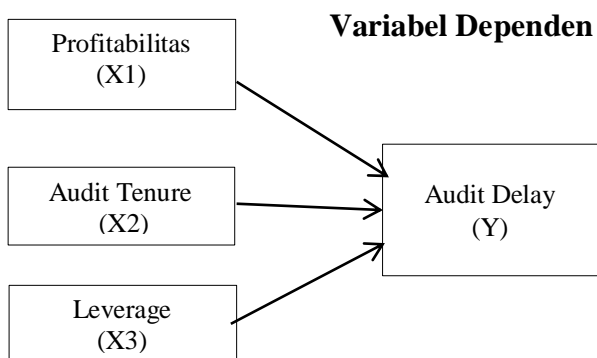 Variabel Dependen
Profitabilitas
(X1)
Audit Tenure
(X2)
Leverage
(X3)
Audit Delay
(Y)